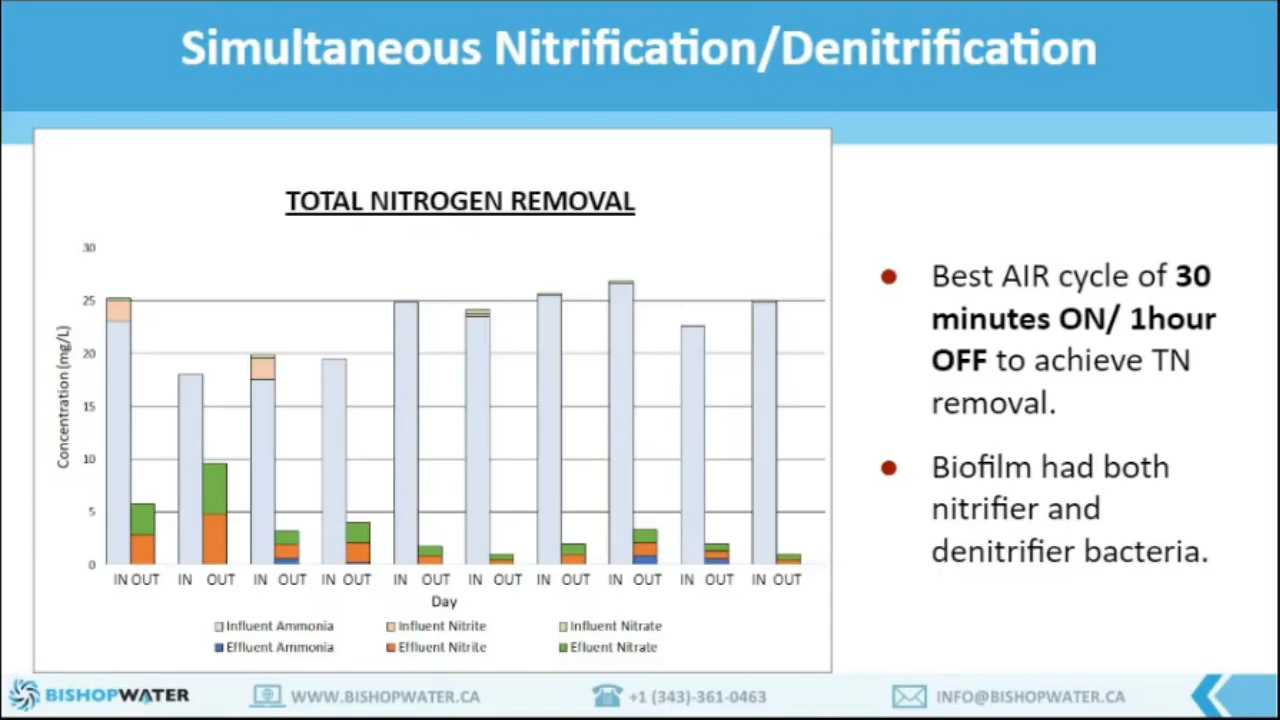 Simultaneous Nitrification/Denitrification
TOTAL NITROGEN REMOVAL
30
25
20
15
10
5
0
Concentration (mg/L)
IN OUT IN OUT IN OUT IN OUT IN OUT IN OUT IN OUT IN OUT IN OUT IN OUT
Day
Influent Ammonia Influent Nitrite Influent Nitrate
Effluent Ammonia Effluent Nitrite Efluent Nitrate
Best AIR cycle of 30
minutes ON/ 1hour
OFF to achieve TN
removal.
Biofilm had both
nitrifier and
denitrifier bacteria.
BISHOPWATER WWW.BISHOPWATER.CA +1 (343)-361-0463 INFO@BISHOPWATER.CA